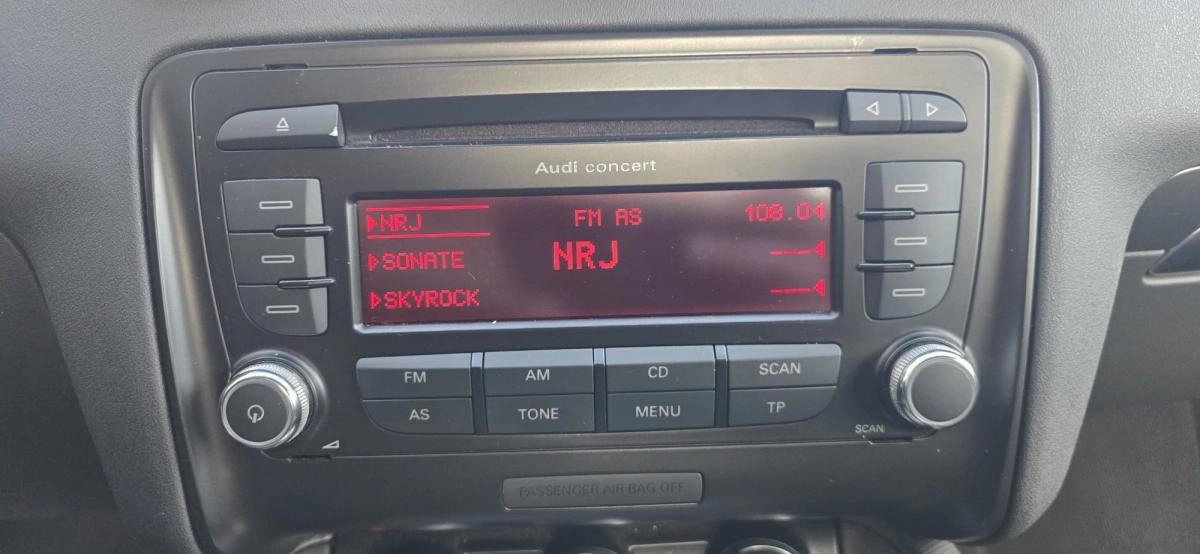 Audi concert
NRJ FM AS 108.0
SONATE NRJ ----
SKYROCK ----
FM AM CD SCAN
AS TONE MENU TP
SCAN
PASSENGER AIR BAG OFF